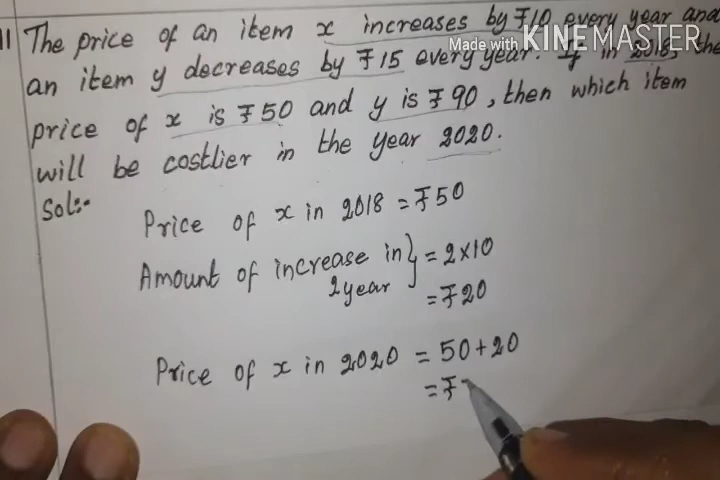 11 The price of an item x increases by ₹10 every year and
an item y decreases by ₹15 every year. If in 2018, the
price of x is ₹50 and y is ₹90, then which item
will be costlier in the year 2020.
Sol:-
Price of x in 2018 = ₹50
Amount of increase in } = 2×10
2year
= ₹20
Price of x in 2020 = 50+20
= ₹
Made with KINEMASTER